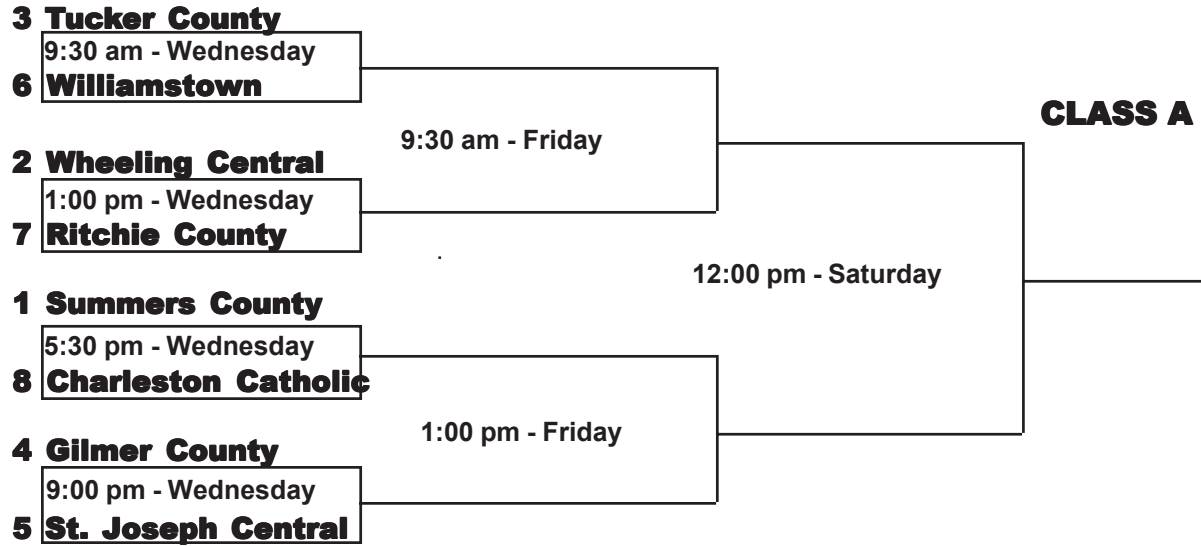 3 Tucker County
9:30 am - Wednesday
6 Williamstown
CLASS A
9:30 am - Friday
2 Wheeling Central
1:00 pm - Wednesday
7 Ritchie County
12:00 pm - Saturday
1 Summers County
5:30 pm - Wednesday
8 Charleston Catholic
1:00 pm - Friday
4 Gilmer County
9:00 pm - Wednesday
5 St. Joseph Central